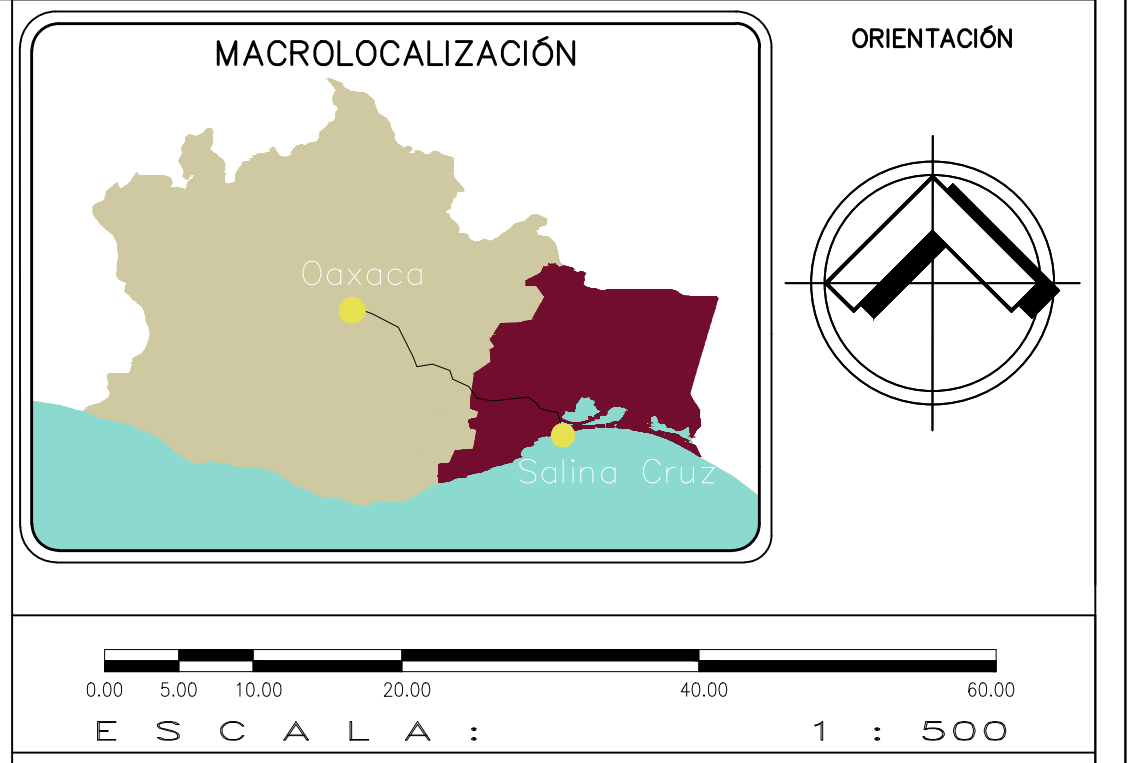 MACROLOCALIZACIÓN
ORIENTACIÓN
Oaxaca
Salina Cruz
0.00 5.00 10.00 20.00 40.00 60.00
ESCALA: 1 : 500